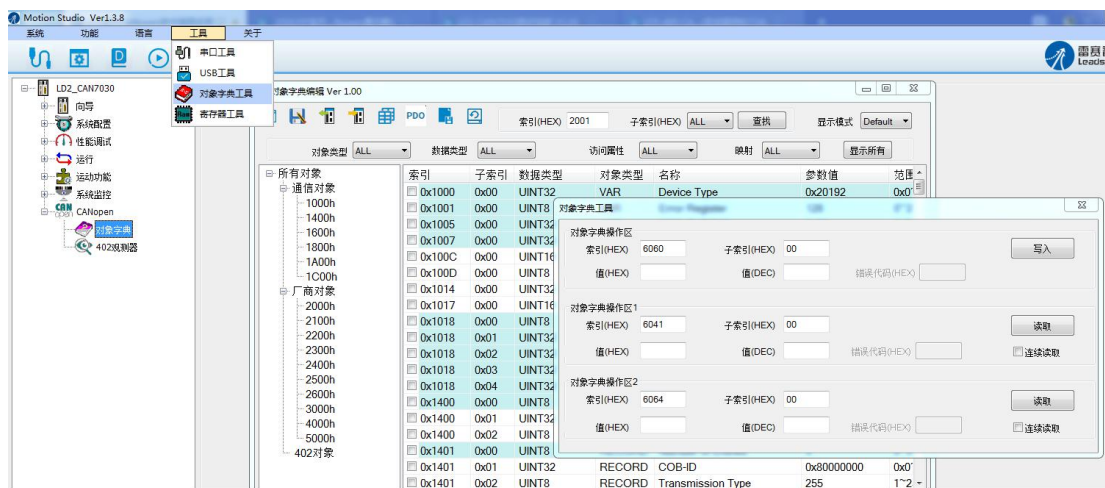 Motion Studio Ver1.3.8
系统 功能 语言 工具 关于
串口工具
USB工具
对象字典工具
寄存器工具
雷赛
Leads
LD2_CAN7030
向导
系统配置
性能调试
运行
运动功能
系统监控
CANopen
对象字典
402观测器
对象字典编辑 Ver 1.00
PDO 索引(HEX) 2001 子索引(HEX) ALL 查找 显示模式 Default
对象类型 ALL 数据类型 ALL 访问属性 ALL 映射 ALL 显示所有
所有对象
通信对象
1000h
1400h
1600h
1800h
1A00h
1C00h
厂商对象
2000h
2100h
2200h
2300h
2400h
2500h
2600h
3000h
4000h
5000h
402对象
索引 子索引 数据类型 对象类型 名称 参数值 范围
0x1000 0x00 UINT32 VAR Device Type 0x20192 0x0~
0x1001 0x00 UINT8
0x1005 0x00 UINT32
0x1007 0x00 UINT32
0x100C 0x00 UINT16
0x100D 0x00 UINT8
0x1014 0x00 UINT32
0x1017 0x00 UINT16
0x1018 0x00 UINT8
0x1018 0x01 UINT32
0x1018 0x02 UINT32
0x1018 0x03 UINT32
0x1018 0x04 UINT32
0x1400 0x00 UINT8
0x1400 0x01 UINT32
0x1400 0x02 UINT8
0x1401 0x00 UINT8
0x1401 0x01 UINT32 RECORD COB-ID 0x80000000 0x0~
0x1401 0x02 UINT8 RECORD Transmission Type 255 1~2
对象字典工具
对象字典操作区
索引(HEX) 6060 子索引(HEX) 00 写入
值(HEX) 值(DEC) 错误代码(HEX)
对象字典操作区1
索引(HEX) 6041 子索引(HEX) 00 读取
值(HEX) 值(DEC) 错误代码(HEX) 连续读取
对象字典操作区2
索引(HEX) 6064 子索引(HEX) 00 读取
值(HEX) 值(DEC) 错误代码(HEX) 连续读取